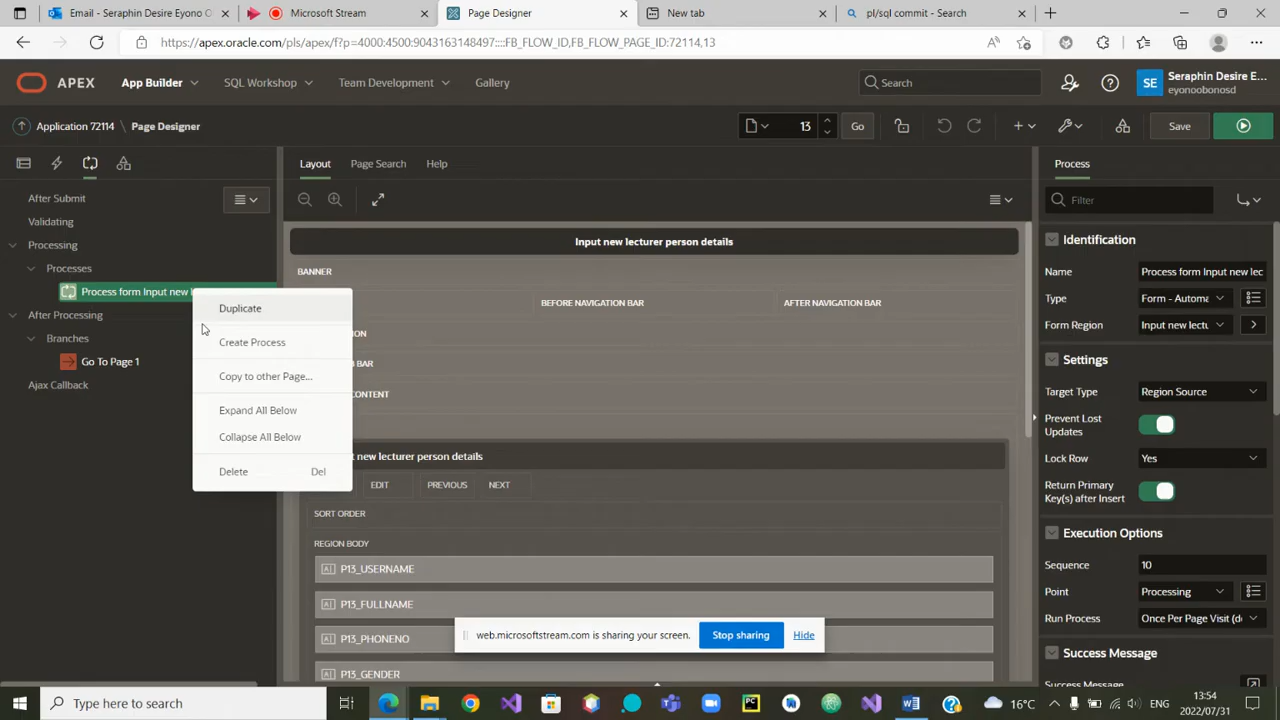 Email - Seraphin Desire Eyono O
Microsoft Stream
Page Designer
New tab
pl/sql commit - Search
https://apex.oracle.com/pls/apex/f?p=4000:4500:9043163148497::::FB_FLOW_ID,FB_FLOW_PAGE_ID:72114,13
APEX
App Builder
SQL Workshop
Team Development
Gallery
Search
SE
Seraphin Desire E...
eyonoobonosd
Application 72114
Page Designer
13
Go
Save
Layout
Page Search
Help
Process
After Submit
Validating
Processing
Processes
Process form Input new l
After Processing
Branches
Go To Page 1
Ajax Callback
Duplicate
Create Process
Copy to other Page...
Expand All Below
Collapse All Below
Delete Del
Input new lecturer person details
BANNER
BEFORE NAVIGATION BAR
AFTER NAVIGATION BAR
ION
B BAR
CONTENT
t new lecturer person details
EDIT
PREVIOUS
NEXT
SORT ORDER
REGION BODY
P13_USERNAME
P13_FULLNAME
P13_PHONENO
P13_GENDER
web.microsoftstream.com is sharing your screen.
Stop sharing
Hide
Filter
Identification
Name Process form Input new lec
Type Form - Automa
Form Region Input new lectu
Settings
Target Type Region Source
Prevent Lost
Updates
Lock Row Yes
Return Primary
Key(s) after Insert
Execution Options
Sequence 10
Point Processing
Run Process Once Per Page Visit (d
Success Message
Success Message
Type here to search
16°C
ENG
13:54
2022/07/31